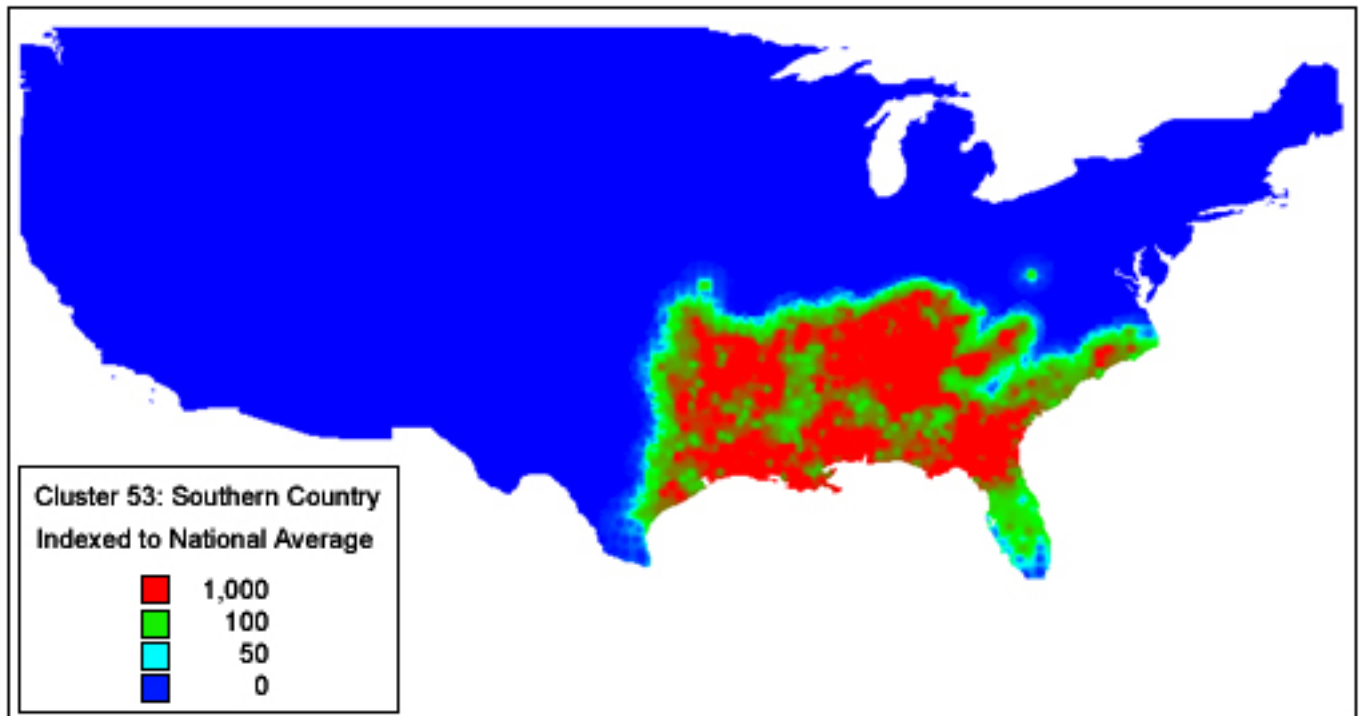 Cluster 53: Southern Country
Indexed to National Average
1,000
100
50
0